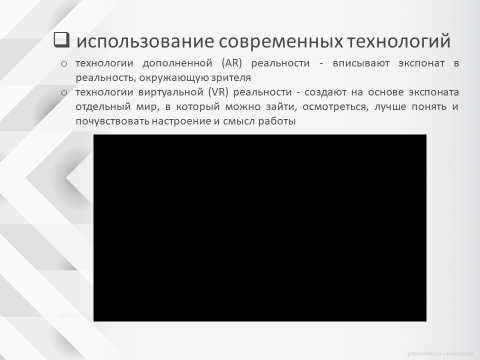 ❑ использование современных технологий
o технологии дополненной (AR) реальности - вписывают экспонат в
реальность, окружающую зрителя
o технологии виртуальной (VR) реальности - создают на основе экспоната
отдельный мир, в который можно зайти, осмотреться, лучше понять и
почувствовать настроение и смысл работы